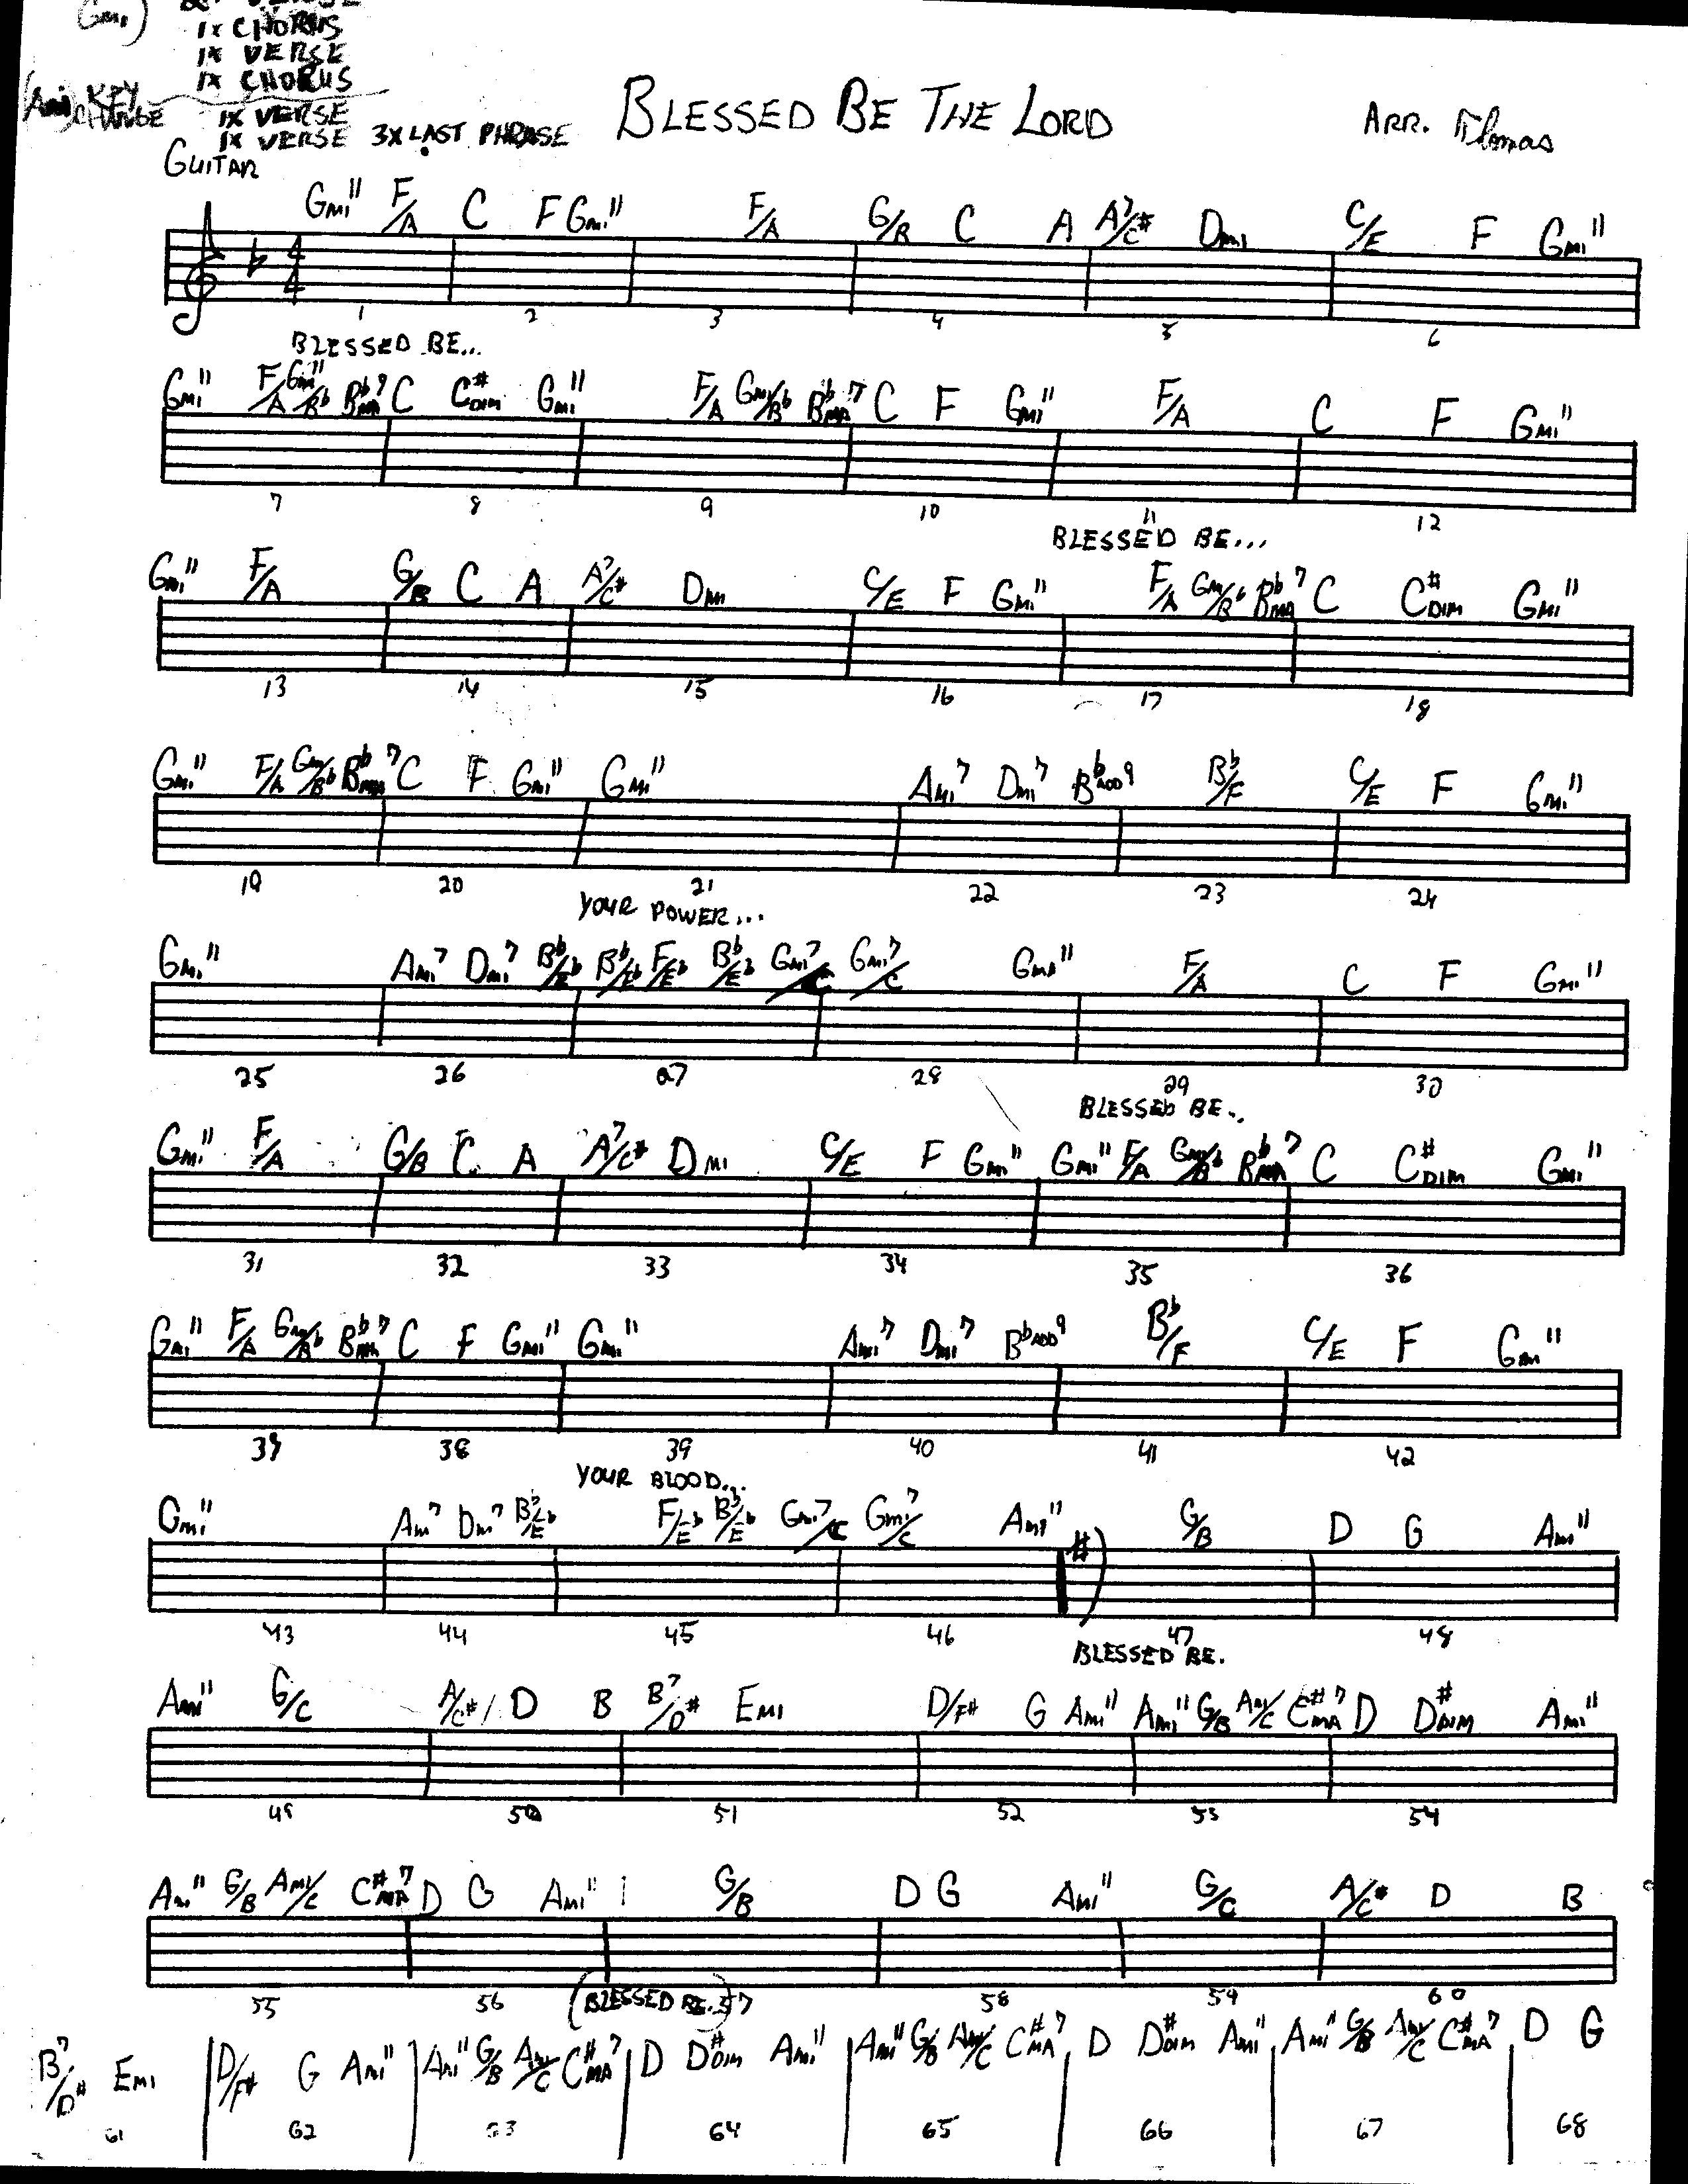 Gmi)
2x VERSE
1x CHORUS
1x VERSE
1x CHORUS
(Ami) KEY CHANGE 1x VERSE
1x VERSE 3x LAST PHRASE
BLESSED BE THE LORD
ARR.
GUITAR
Gmi11 F/A C F Gmi11 F/A G/B C A A7/C# Dmi C/E F Gmi11
4/4
1 2 3 4 5 6
BLESSED BE...
Gmi11 F/A Gmi11/Bb BbMA7 C C#DIM Gmi11 F/A Gmi/Bb BbMA7 C F Gmi11 F/A C F Gmi11
7 8 9 10 11 12
BLESSED BE...
Gmi11 F/A G/B C A A7/C# Dmi C/E F Gmi11 F/A Gmi/Bb BbMA7 C C#DIM Gmi11
13 14 15 16 17 18
Gmi11 F/A Gmi/Bb BbMA7 C F Gmi11 Gmi11 Ami7 Dmi7 BbADD9 Bb/F C/E F Gmi11
19 20 21 22 23 24
YOUR POWER...
Gmi11 Ami7 Dmi7 Bb/Eb Bb/Eb F/Eb Bb/Eb Gmi7/C Gmi7/C Gmi11 F/A C F Gmi11
25 26 27 28 29 30
BLESSED BE..
Gmi11 F/A G/B C A A7/C# Dmi C/E F Gmi11 Gmi11 F/A Gmi/Bb BbMA7 C C#DIM Gmi11
31 32 33 34 35 36
Gmi11 F/A Gmi/Bb BbMA7 C F Gmi11 Gmi11 Ami7 Dmi7 BbADD9 Bb/F C/E F Gmi11
39 38 39 40 41 42
YOUR BLOOD...
Gmi11 Ami7 Dmi7 Bb/Eb F/Eb Bb/Eb Gmi7/C Gmi7/C Ami11 G/B D G Ami11
43 44 45 46 47 48
BLESSED BE.
Ami11 G/C A/C# D B B7/D# Emi D/F# G Ami11 Ami11 G/B Ami/C C#MA7 D D#DIM Ami11
49 50 51 52 53 54
Ami11 G/B Ami/C C#MA7 D G Ami11 G/B D G Ami11 G/C A/C# D B
55 56 (BLESSED BE..) 57 58 59 60
B7/D# Emi D/F# G Ami11 Ami11 G/B Ami/C C#MA7 D D#DIM Ami11 Ami11 G/B Ami/C C#MA7 D D#DIM Ami11 Ami11 G/B Ami/C C#MA7 D G
61 62 63 64 65 66 67 68